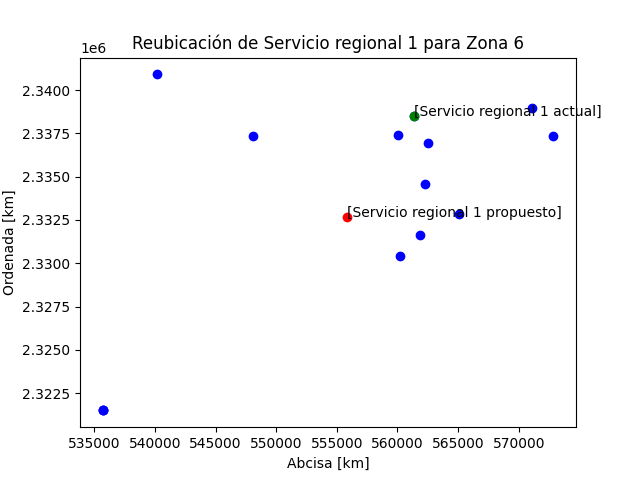 Reubicación de Servicio regional 1 para Zona 6
1e6
2.3400
2.3375
2.3350
2.3325
2.3300
2.3275
2.3250
2.3225
Ordenada [km]
[Servicio regional 1 actual]
[Servicio regional 1 propuesto]
535000 540000 545000 550000 555000 560000 565000 570000
Abcisa [km]